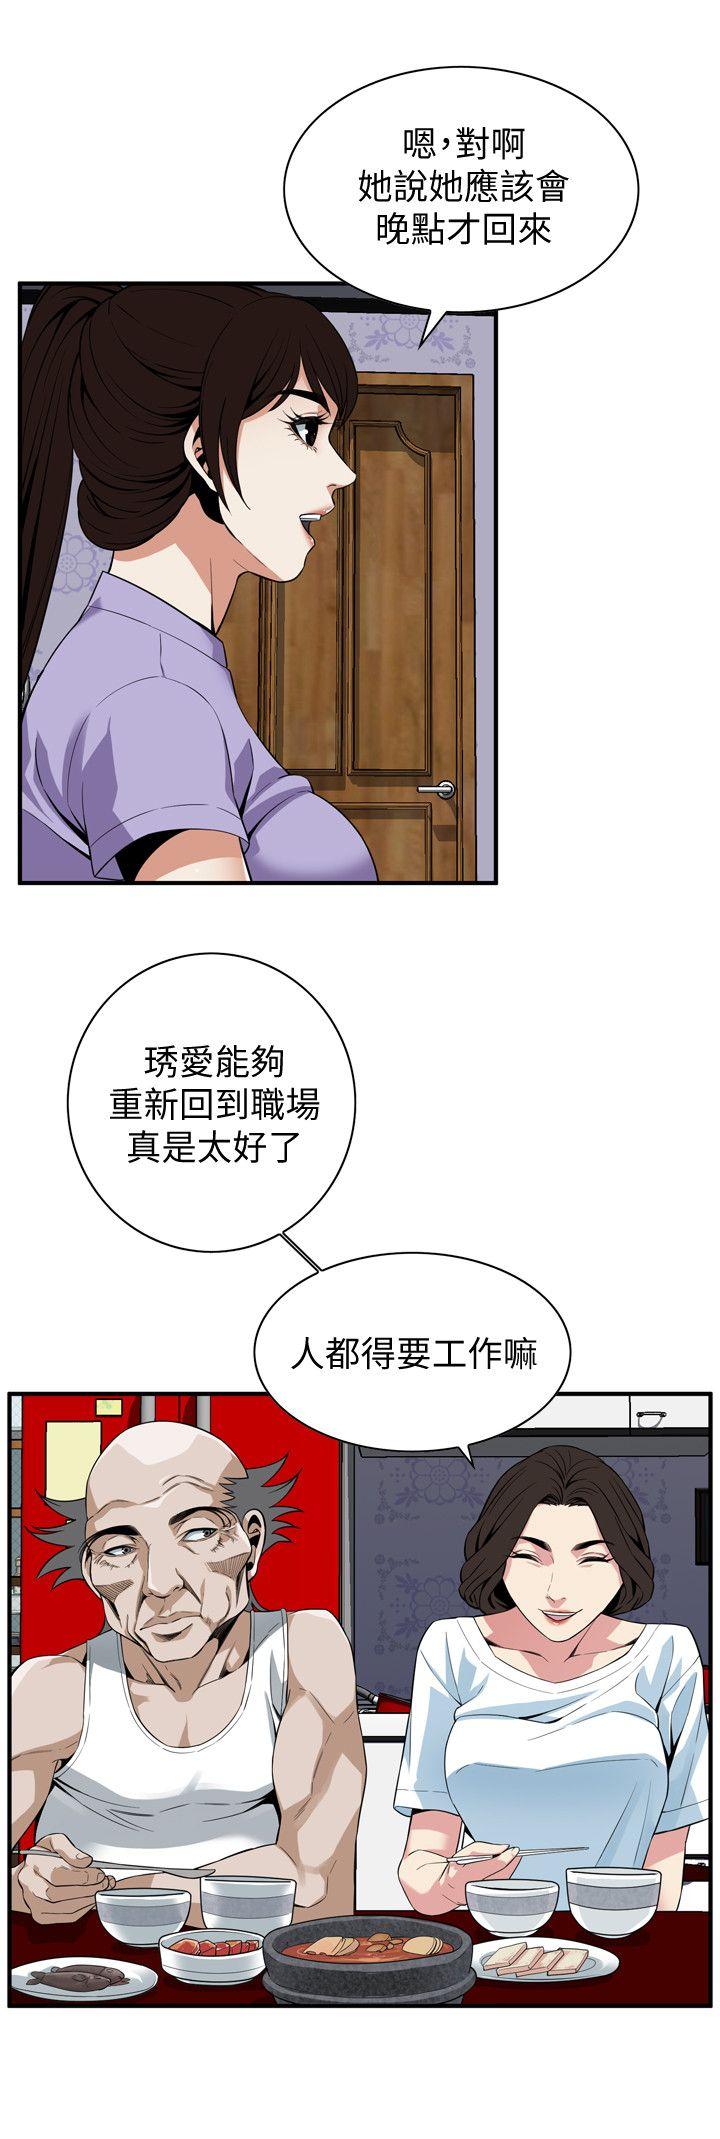 嗯，對啊
她說她應該會
晚點才回來
琇愛能夠
重新回到職場
真是太好了
人都得要工作嘛